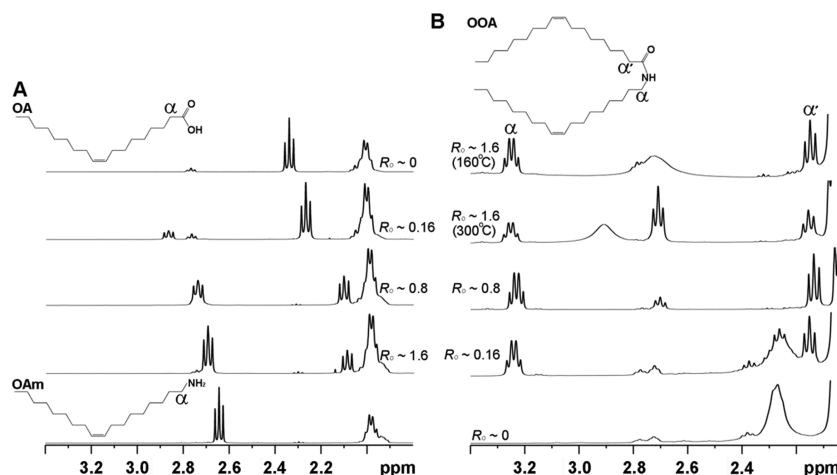 A
OA
α
O
OH
R₀ ~ 0
R₀ ~ 0.16
R₀ ~ 0.8
R₀ ~ 1.6
OAm
NH₂
α
3.2 2.8 2.4 2.2 ppm
3.0 2.6
B
OOA
O
α'
NH
α
α
α'
R₀ ~ 1.6
(160°C)
R₀ ~ 1.6
(300°C)
R₀ ~ 0.8
R₀ ~ 0.16
R₀ ~ 0
3.2 3.0 2.8 2.6 2.4 2.2 ppm